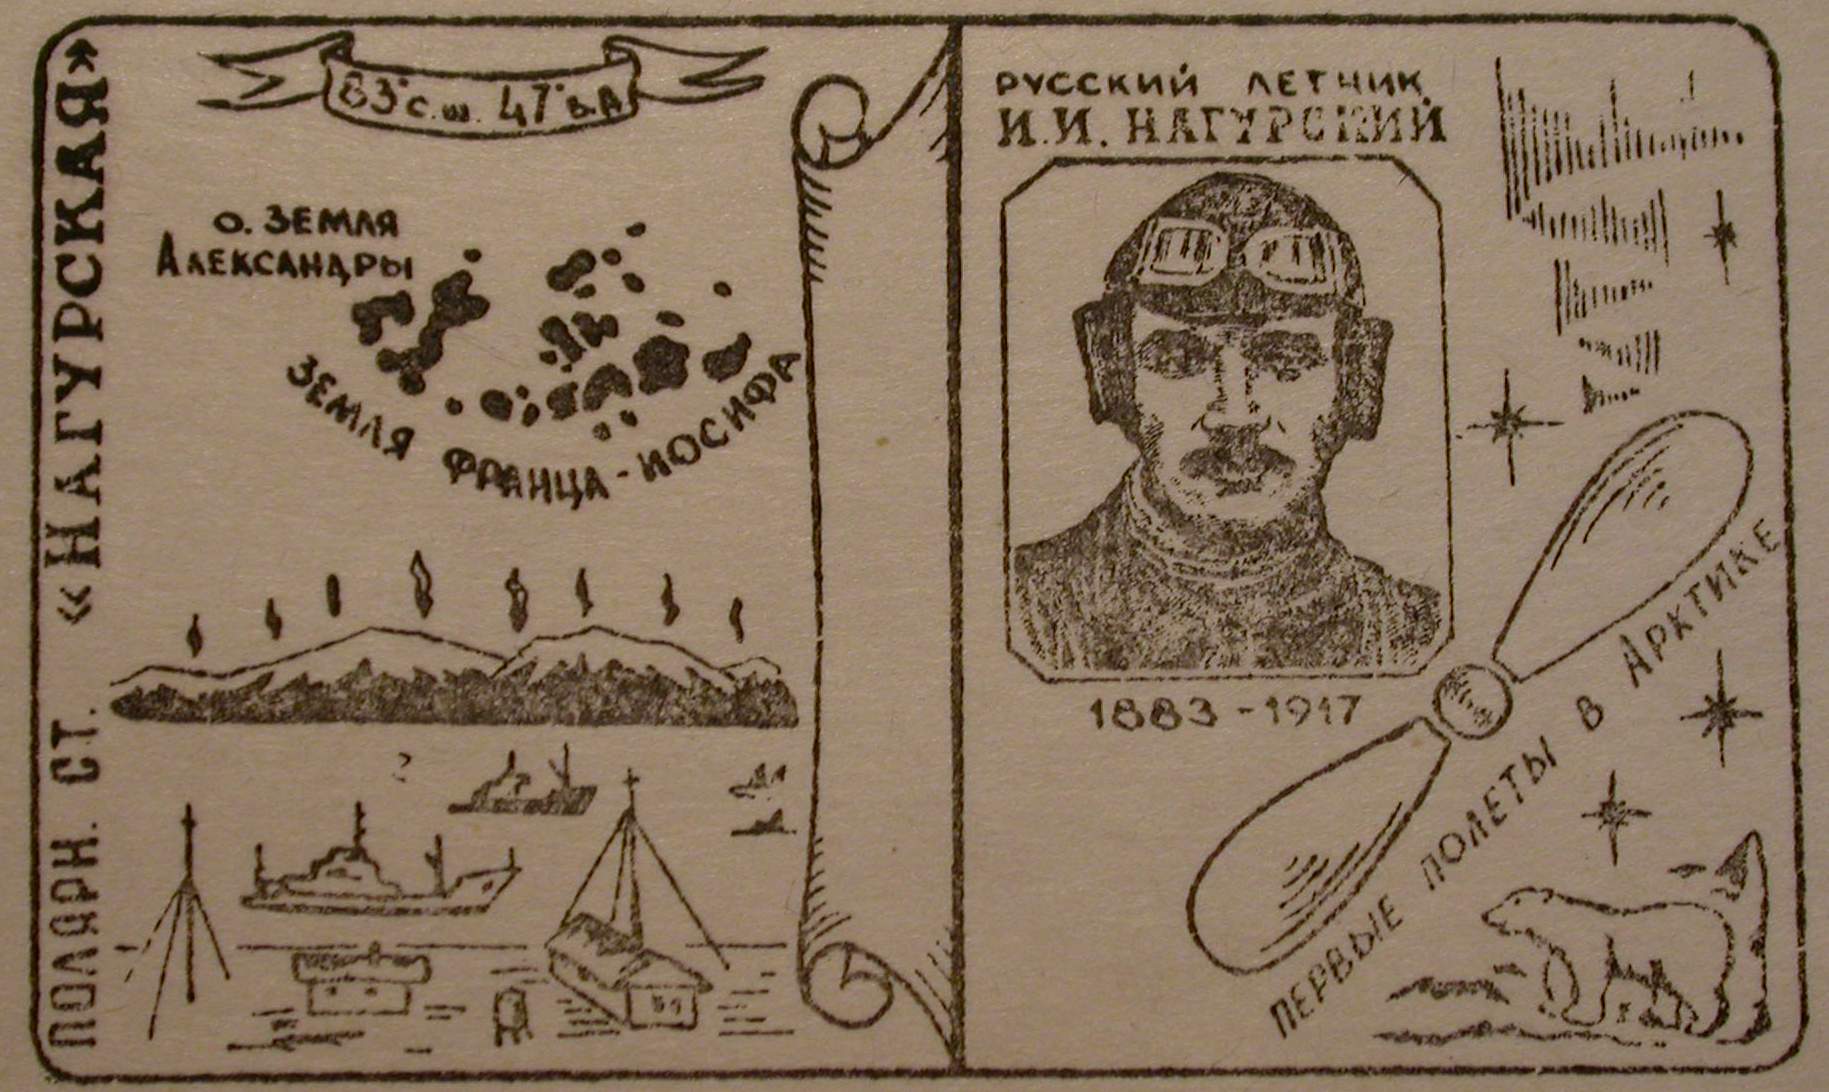 ПОЛЯРН. СТ. «НАГУРСКАЯ»
83° с.ш. 47° в.д
о. ЗЕМЛЯ
АЛЕКСАНДРЫ
ЗЕМЛЯ ФРАНЦА-ИОСИФА
РУССКИЙ ЛЕТЧИК
И.И. НАГУРСКИЙ
1883-1917
ПЕРВЫЕ ПОЛЕТЫ В АРКТИКЕ